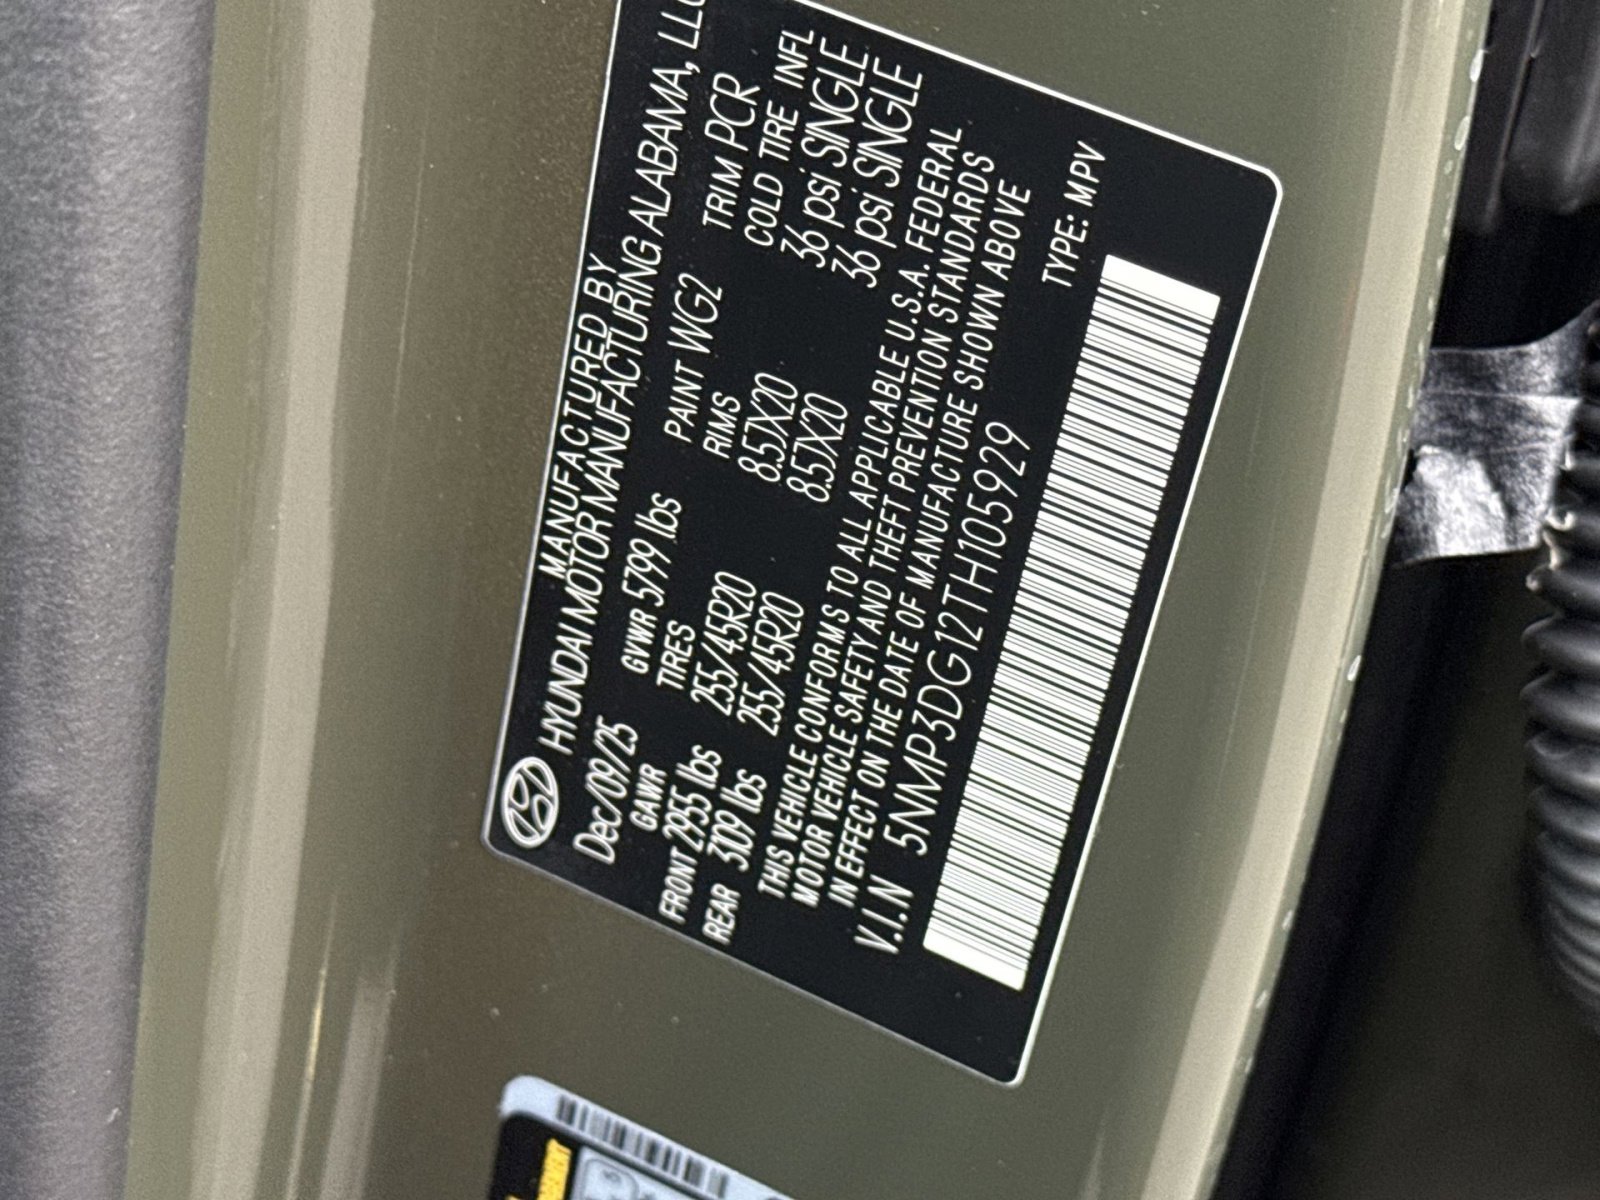 MANUFACTURED BY
HYUNDAI MOTOR MANUFACTURING ALABAMA, LLC
Dec/09/25 GVWR 5799 lbs PAINT WG2 TRIM PCR
GAWR TIRES RIMS COLD TIRE INFL
FRONT 2955 lbs 255/45R20 8.5JX20 36 psi SINGLE
REAR 3109 lbs 255/45R20 8.5JX20 36 psi SINGLE
THIS VEHICLE CONFORMS TO ALL APPLICABLE U.S.A. FEDERAL
MOTOR VEHICLE SAFETY AND THEFT PREVENTION STANDARDS
IN EFFECT ON THE DATE OF MANUFACTURE SHOWN ABOVE
V.I.N 5NMP3DG12TH105929 TYPE: MPV